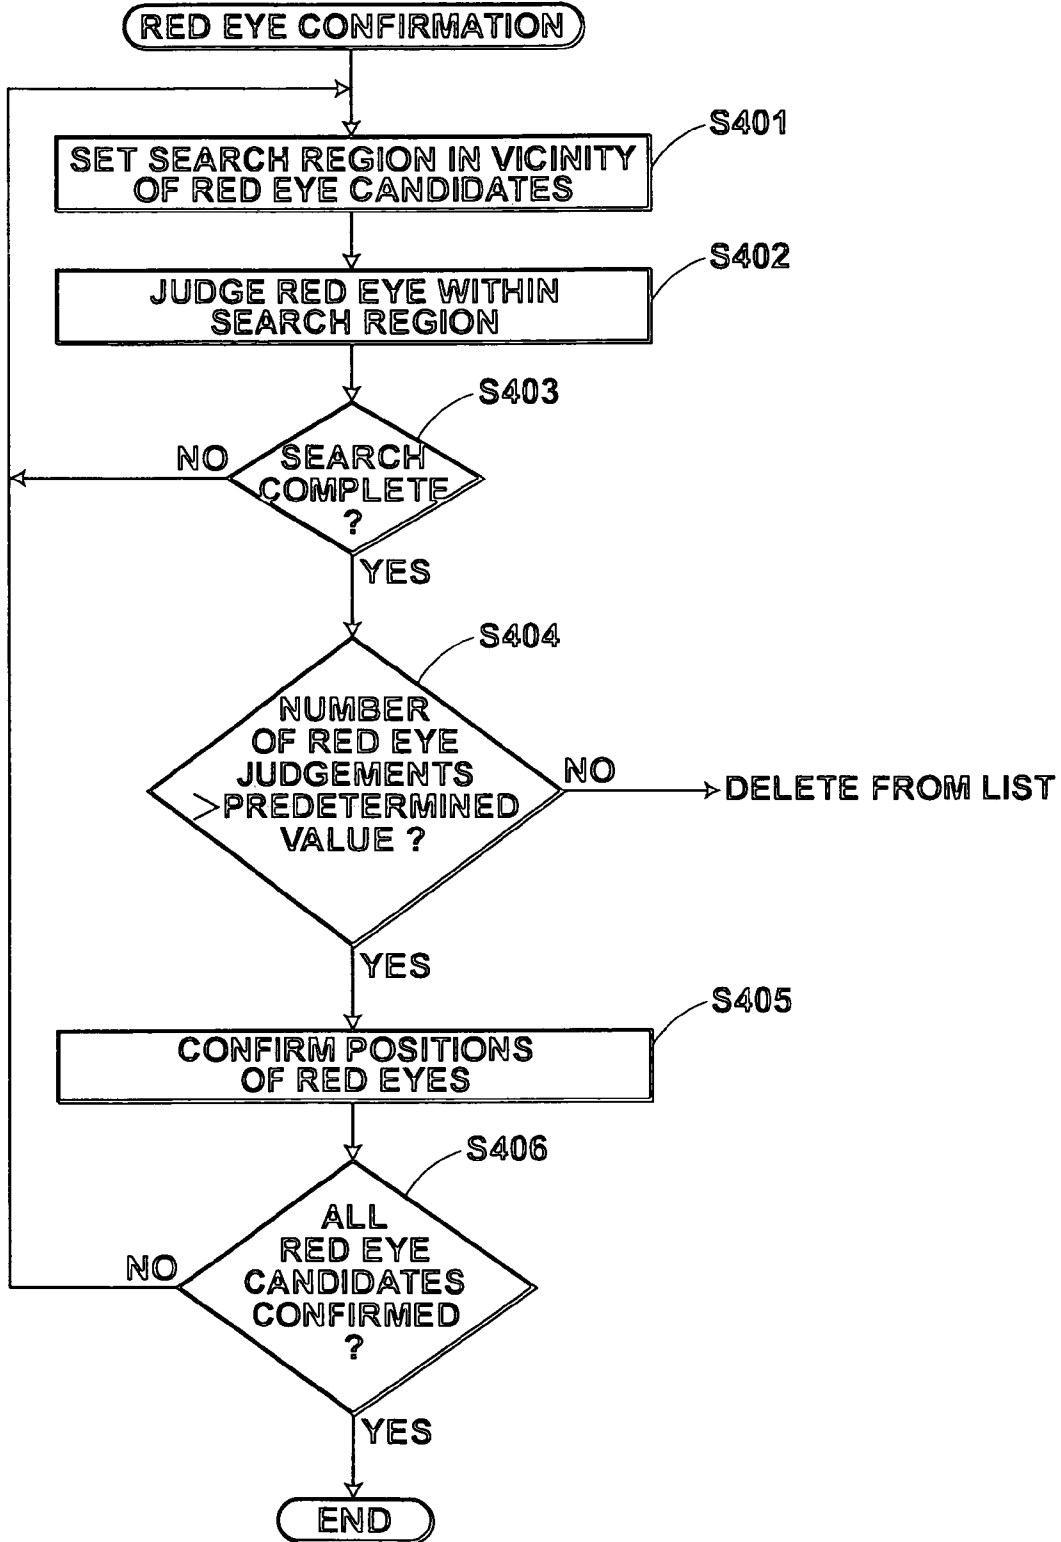 RED EYE CONFIRMATION
S401
SET SEARCH REGION IN VICINITY
OF RED EYE CANDIDATES
S402
JUDGE RED EYE WITHIN
SEARCH REGION
S403
NO
SEARCH
COMPLETE
?
YES
S404
NUMBER
OF RED EYE
JUDGEMENTS
>PREDETERMINED
VALUE ?
NO
DELETE FROM LIST
YES
S405
CONFIRM POSITIONS
OF RED EYES
S406
ALL
RED EYE
CANDIDATES
CONFIRMED
?
NO
YES
END